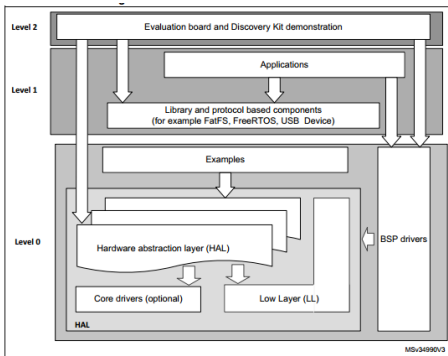 Level 2
Evaluation board and Discovery Kit demonstration
Level 1
Applications
Library and protocol based components
(for example FatFS, FreeRTOS, USB Device)
Level 0
Examples
Hardware abstraction layer (HAL)
BSP drivers
Core drivers (optional)
Low Layer (LL)
HAL
MSv34990V3